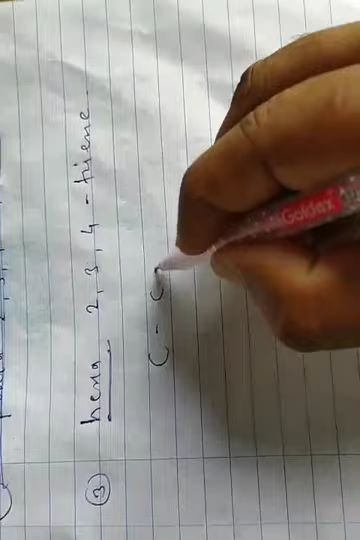 ③ hexa 2, 3, 4 - triene
C - C
Goldex